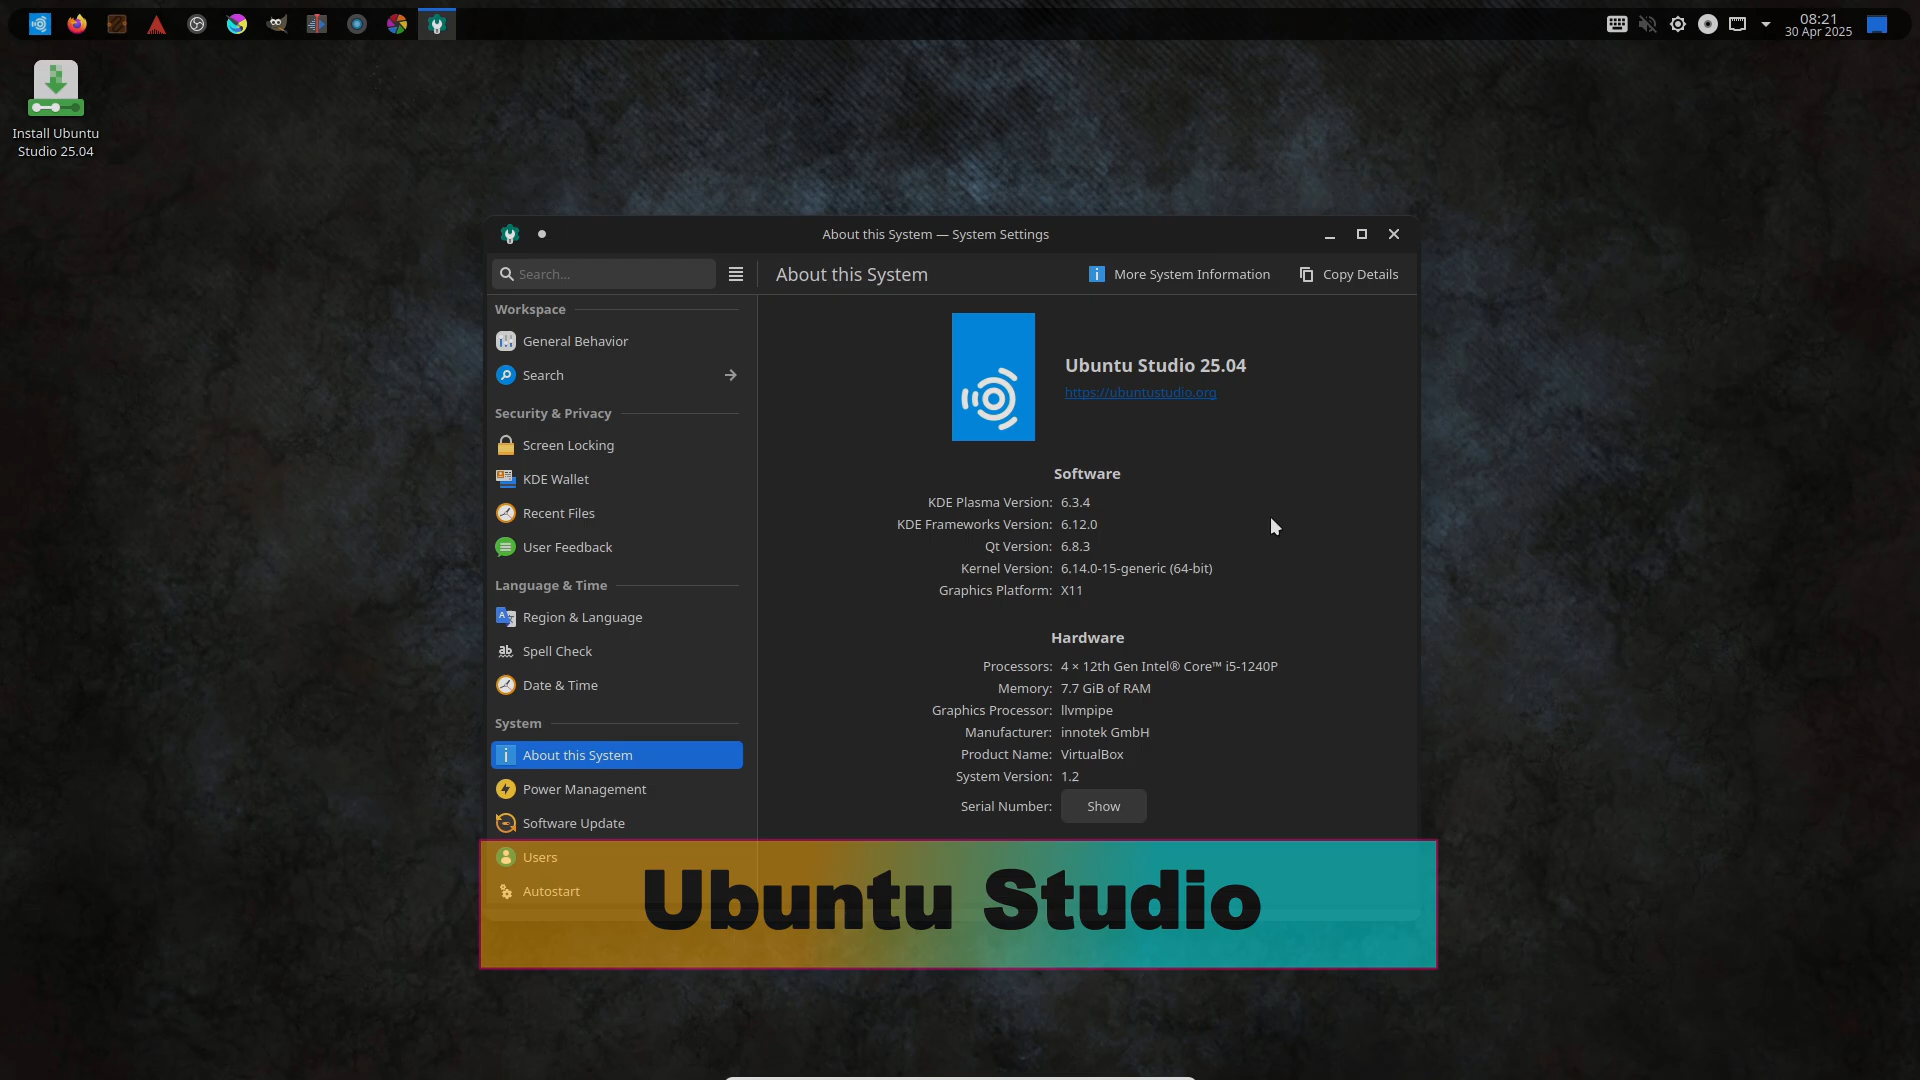 08:21
30 Apr 2025
Install Ubuntu
Studio 25.04
About this System — System Settings
Search...
About this System
More System Information
Copy Details
Workspace
General Behavior
Search
Security & Privacy
Screen Locking
KDE Wallet
Recent Files
User Feedback
Language & Time
Region & Language
Spell Check
Date & Time
System
About this System
Power Management
Software Update
Users
Autostart
Ubuntu Studio 25.04
https://ubuntustudio.org
Software
KDE Plasma Version: 6.3.4
KDE Frameworks Version: 6.12.0
Qt Version: 6.8.3
Kernel Version: 6.14.0-15-generic (64-bit)
Graphics Platform: X11
Hardware
Processors: 4 × 12th Gen Intel® Core™ i5-1240P
Memory: 7.7 GiB of RAM
Graphics Processor: llvmpipe
Manufacturer: innotek GmbH
Product Name: VirtualBox
System Version: 1.2
Serial Number: Show
Ubuntu Studio